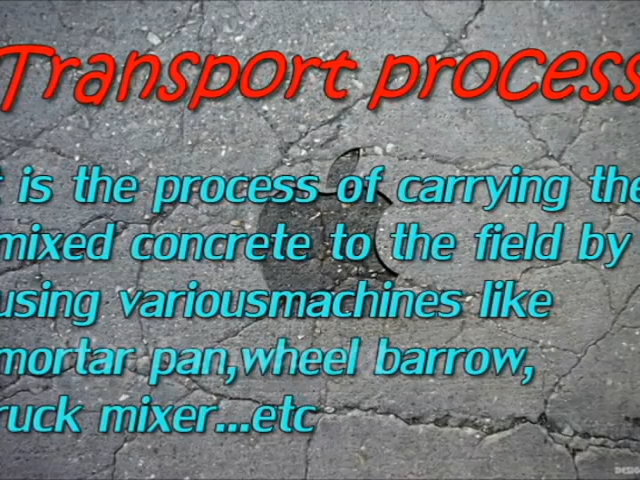 Transport process
t is the process of carrying the
mixed concrete to the field by
using variousmachines like
mortar pan,wheel barrow,
ruck mixer...etc